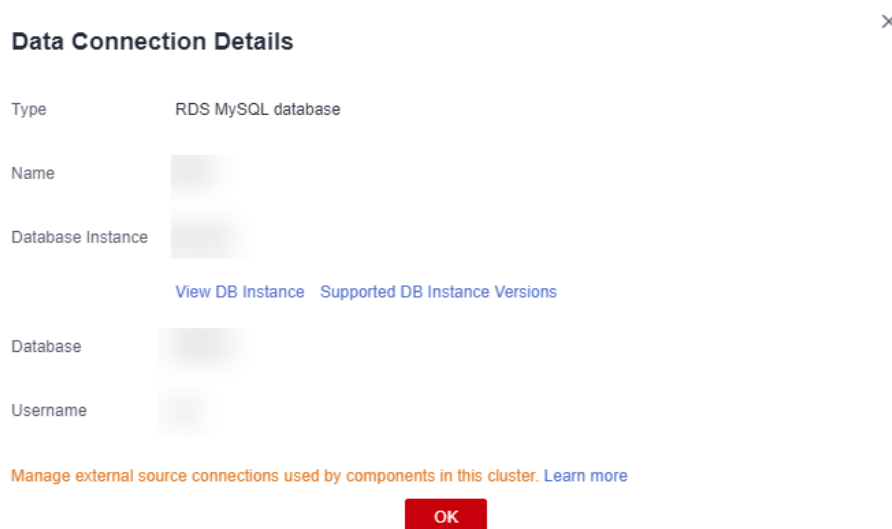 Data Connection Details
Type RDS MySQL database
Name
Database Instance
View DB Instance Supported DB Instance Versions
Database
Username
Manage external source connections used by components in this cluster. Learn more
OK